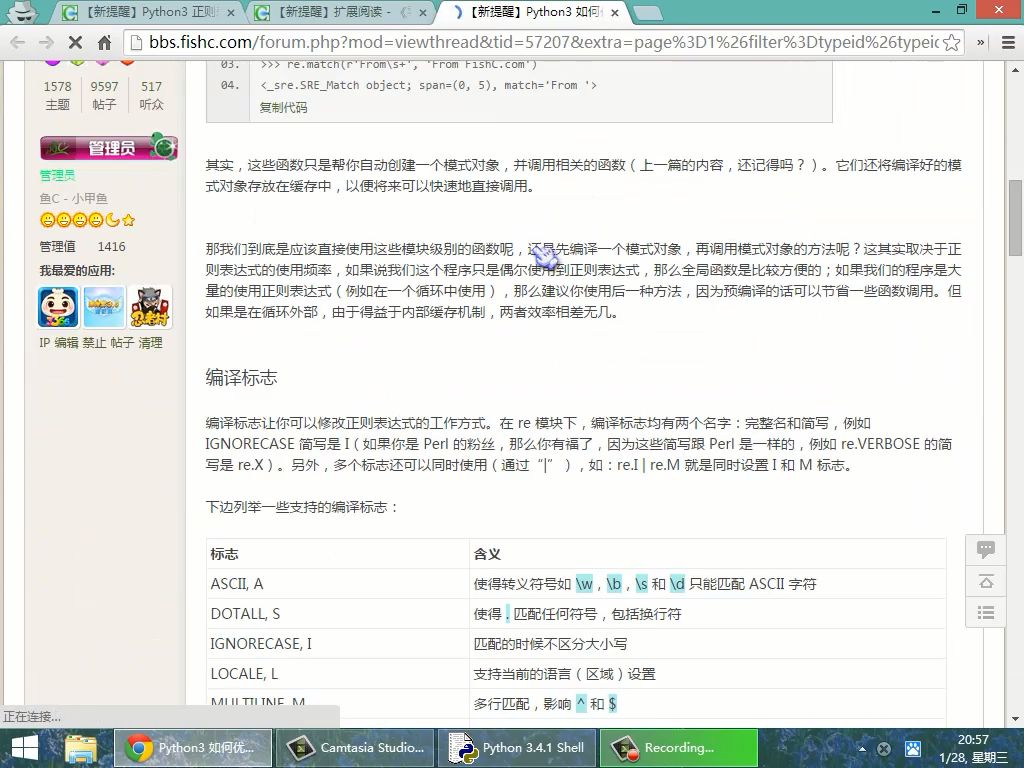 【新提醒】Python3 正则
【新提醒】扩展阅读 - 《
【新提醒】Python3 如何
bbs.fishc.com/forum.php?mod=viewthread&tid=57207&extra=page%3D1%26filter%3Dtypeid%26typeic
1578 9597 517
主题 帖子 听众
管理员
管理员
鱼C - 小甲鱼
管理值 1416
我最爱的应用:
IP 编辑 禁止 帖子 清理
03. >>> re.match(r'From\s+', 'From FishC.com')
04. <_sre.SRE_Match object; span=(0, 5), match='From '>
复制代码
其实，这些函数只是帮你自动创建一个模式对象，并调用相关的函数（上一篇的内容，还记得吗？）。它们还将编译好的模
式对象存放在缓存中，以便将来可以快速地直接调用。
那我们到底是应该直接使用这些模块级别的函数呢，还是先编译一个模式对象，再调用模式对象的方法呢？这其实取决于正
则表达式的使用频率，如果说我们这个程序只是偶尔使用到正则表达式，那么全局函数是比较方便的；如果我们的程序是大
量的使用正则表达式（例如在一个循环中使用），那么建议你使用后一种方法，因为预编译的话可以节省一些函数调用。但
如果是在循环外部，由于得益于内部缓存机制，两者效率相差无几。
编译标志
编译标志让你可以修改正则表达式的工作方式。在 re 模块下，编译标志均有两个名字：完整名和简写，例如
IGNORECASE 简写是 I（如果你是 Perl 的粉丝，那么你有福了，因为这些简写跟 Perl 是一样的，例如 re.VERBOSE 的简
写是 re.X）。另外，多个标志还可以同时使用（通过“|”），如：re.I | re.M 就是同时设置 I 和 M 标志。
下边列举一些支持的编译标志：
标志 含义
ASCII, A 使得转义符号如 \w，\b，\s 和 \d 只能匹配 ASCII 字符
DOTALL, S 使得 . 匹配任何符号，包括换行符
IGNORECASE, I 匹配的时候不区分大小写
LOCALE, L 支持当前的语言（区域）设置
MULTILINE, M 多行匹配，影响 ^ 和 $
正在连接...
Python3 如何优... Camtasia Studio... Python 3.4.1 Shell Recording...
20:57
1/28, 星期三